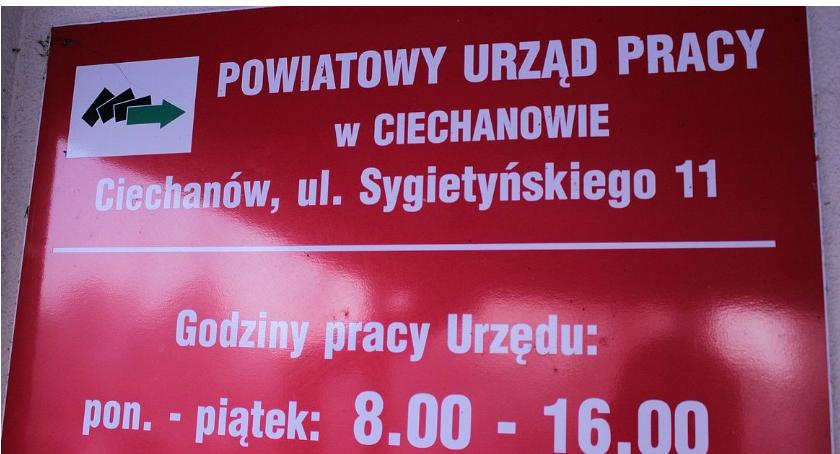 POWIATOWY URZĄD PRACY
w CIECHANOWIE
Ciechanów, ul. Sygietyńskiego 11
Godziny pracy Urzędu:
pon. - piątek: 8.00 - 16.00